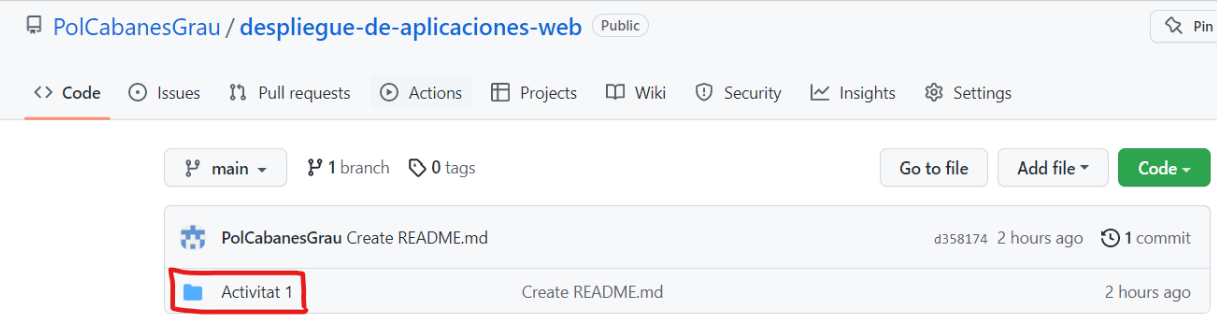 PolCabanesGrau / despliegue-de-aplicaciones-web Public Pin
Code Issues Pull requests Actions Projects Wiki Security Insights Settings
main 1 branch 0 tags Go to file Add file Code
PolCabanesGrau Create README.md d358174 2 hours ago 1 commit
Activitat 1 Create README.md 2 hours ago